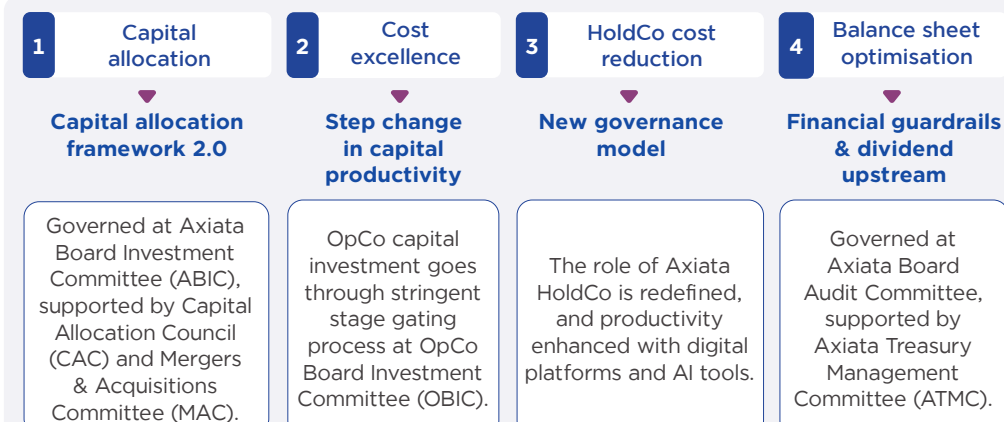 1
Capital
allocation
Capital allocation
framework 2.0
Governed at Axiata
Board Investment
Committee (ABIC),
supported by Capital
Allocation Council
(CAC) and Mergers
& Acquisitions
Committee (MAC).
2
Cost
excellence
Step change
in capital
productivity
OpCo capital
investment goes
through stringent
stage gating
process at OpCo
Board Investment
Committee (OBIC).
3
HoldCo cost
reduction
New governance
model
The role of Axiata
HoldCo is redefined,
and productivity
enhanced with digital
platforms and AI tools.
4
Balance sheet
optimisation
Financial guardrails
& dividend
upstream
Governed at
Axiata Board
Audit Committee,
supported by
Axiata Treasury
Management
Committee (ATMC).